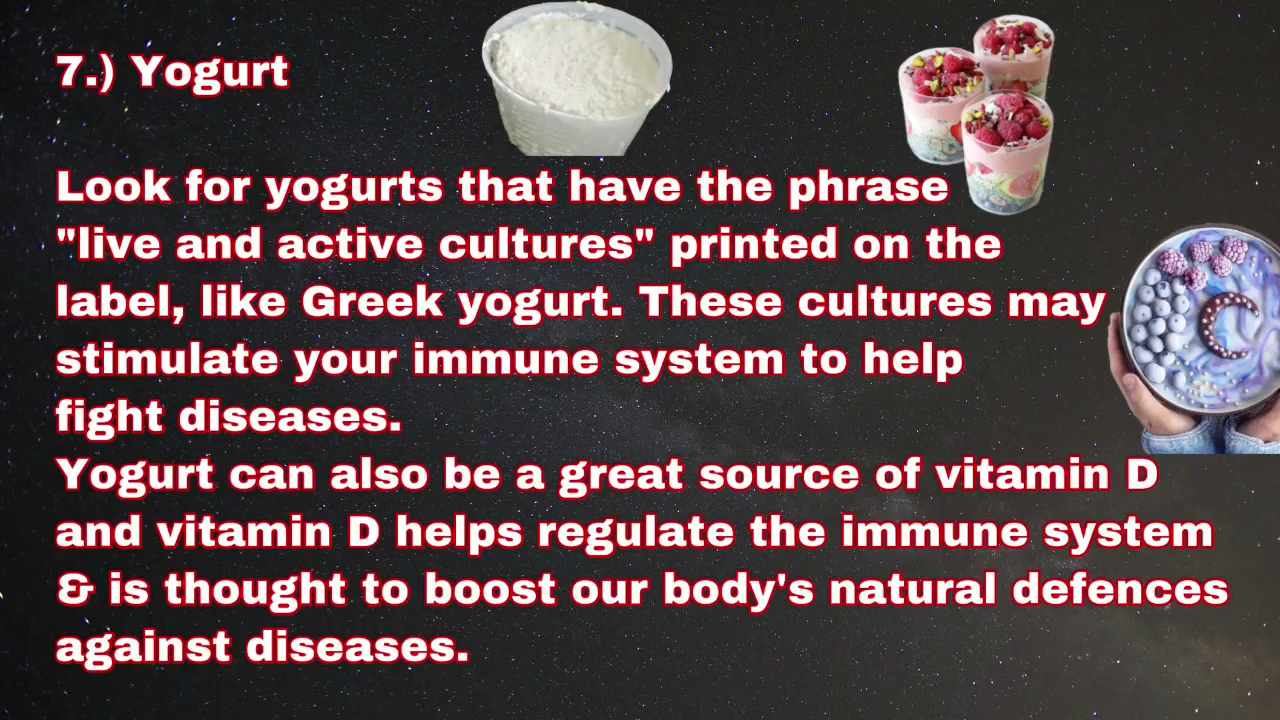 7.) Yogurt
Look for yogurts that have the phrase
"live and active cultures" printed on the
label, like Greek yogurt. These cultures may
stimulate your immune system to help
fight diseases.
Yogurt can also be a great source of vitamin D
and vitamin D helps regulate the immune system
& is thought to boost our body's natural defences
against diseases.